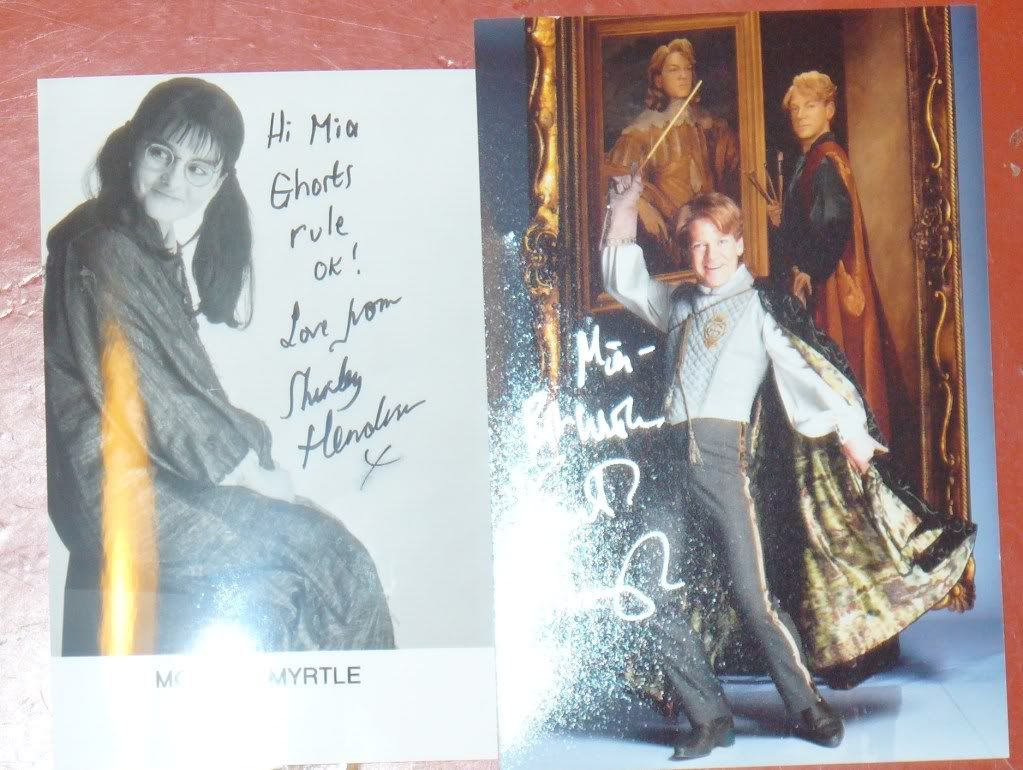 Hi Mia
Ghosts
rule
OK!
Love from
Shirley
Henderson
x
MYRTLE
Mia-